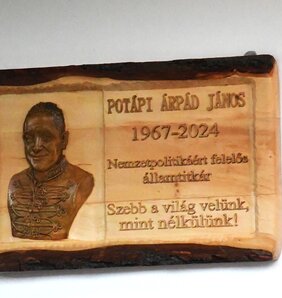 POTÁPI ÁRPÁD JÁNOS
1967-2024
Nemzetpolitikáért felelős
államtitkár
Szebb a világ velünk,
mint nélkülünk!